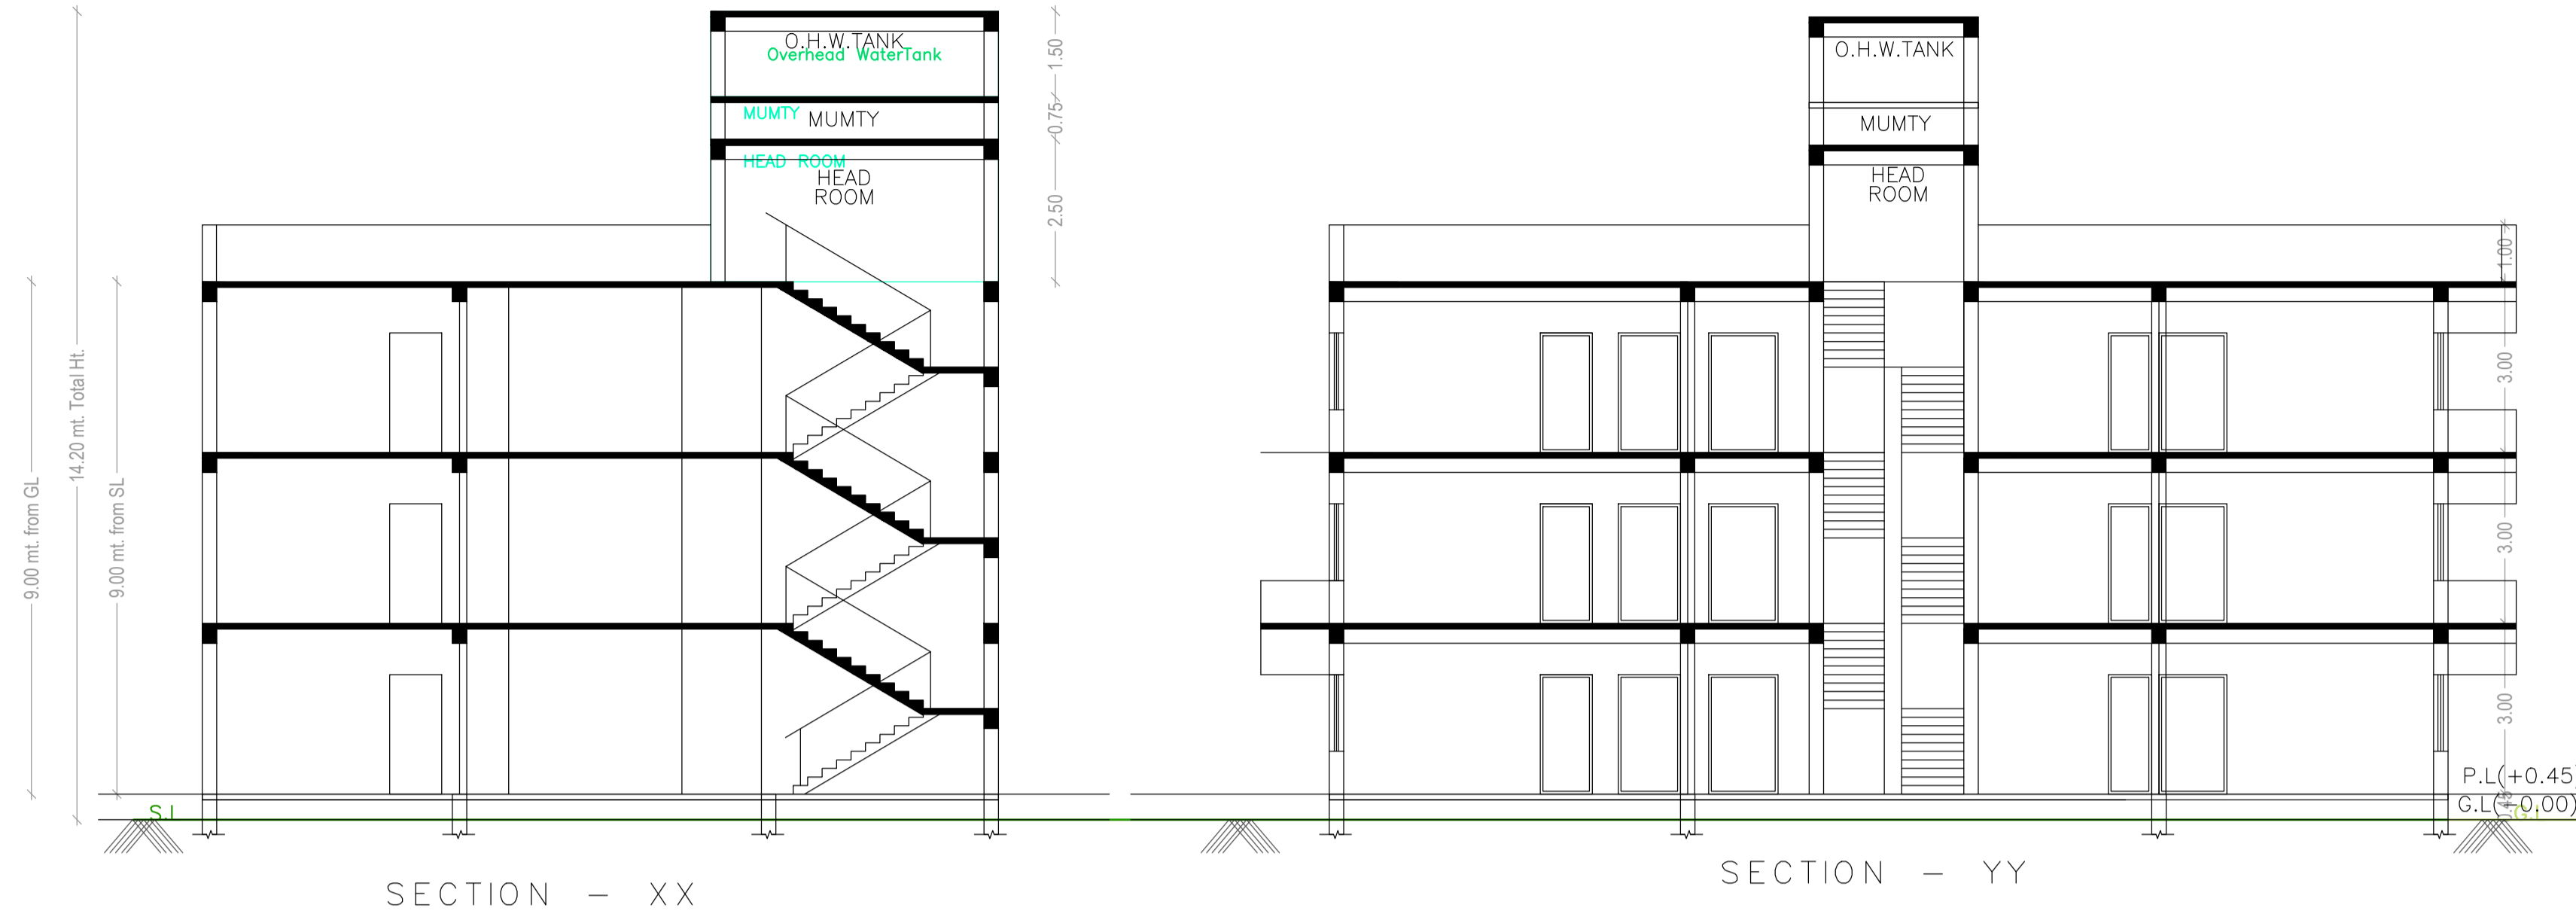 O.H.W.TANK
Overhead WaterTank
MUMTY
MUMTY
HEAD ROOM
HEAD
ROOM
1.50
0.75
2.50
14.20 mt. Total Ht.
9.00 mt. from GL
9.00 mt. from SL
SECTION - XX
O.H.W.TANK
MUMTY
HEAD
ROOM
1.00
3.00
3.00
3.00
P.L(+0.45)
G.L(-0.00)
SECTION - YY